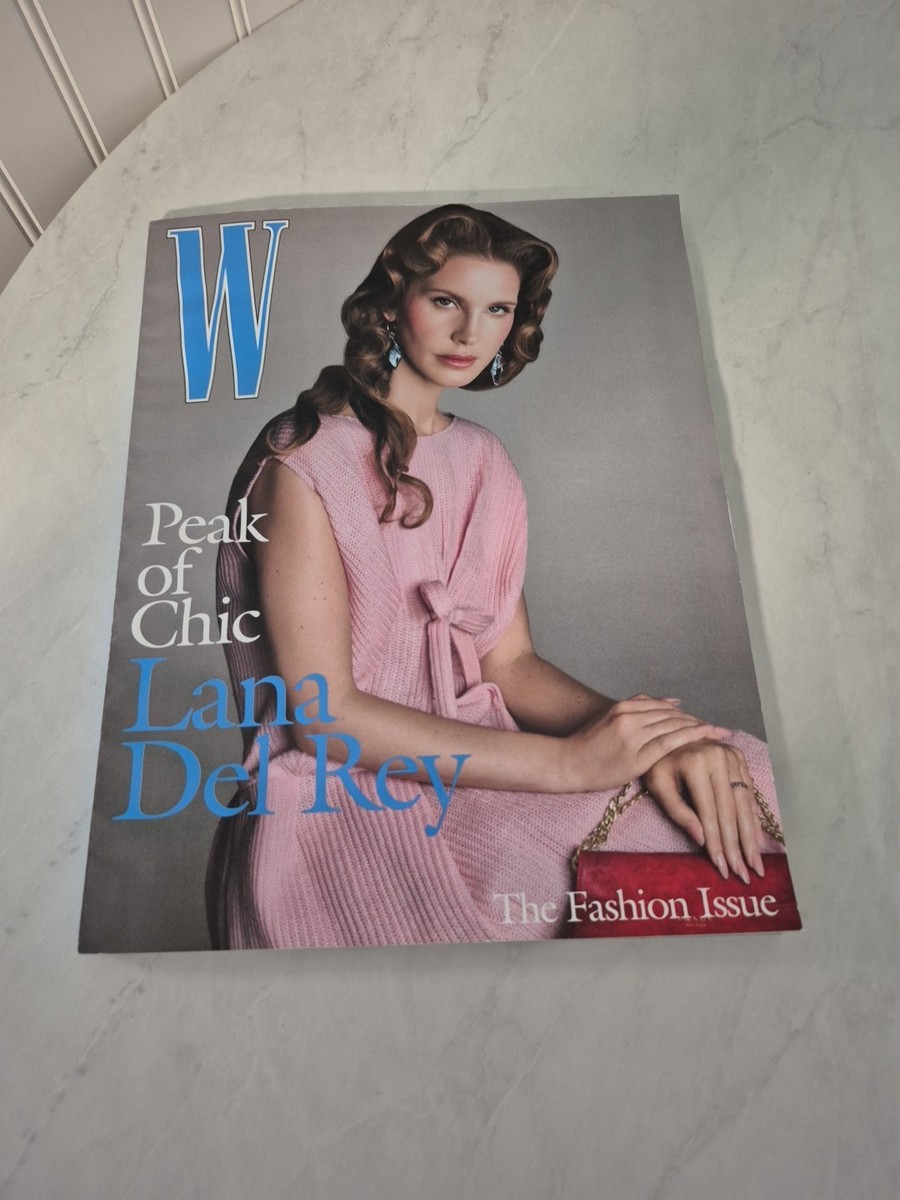 W
Peak
of
Chic
Lana
Del Rey
The Fashion Issue